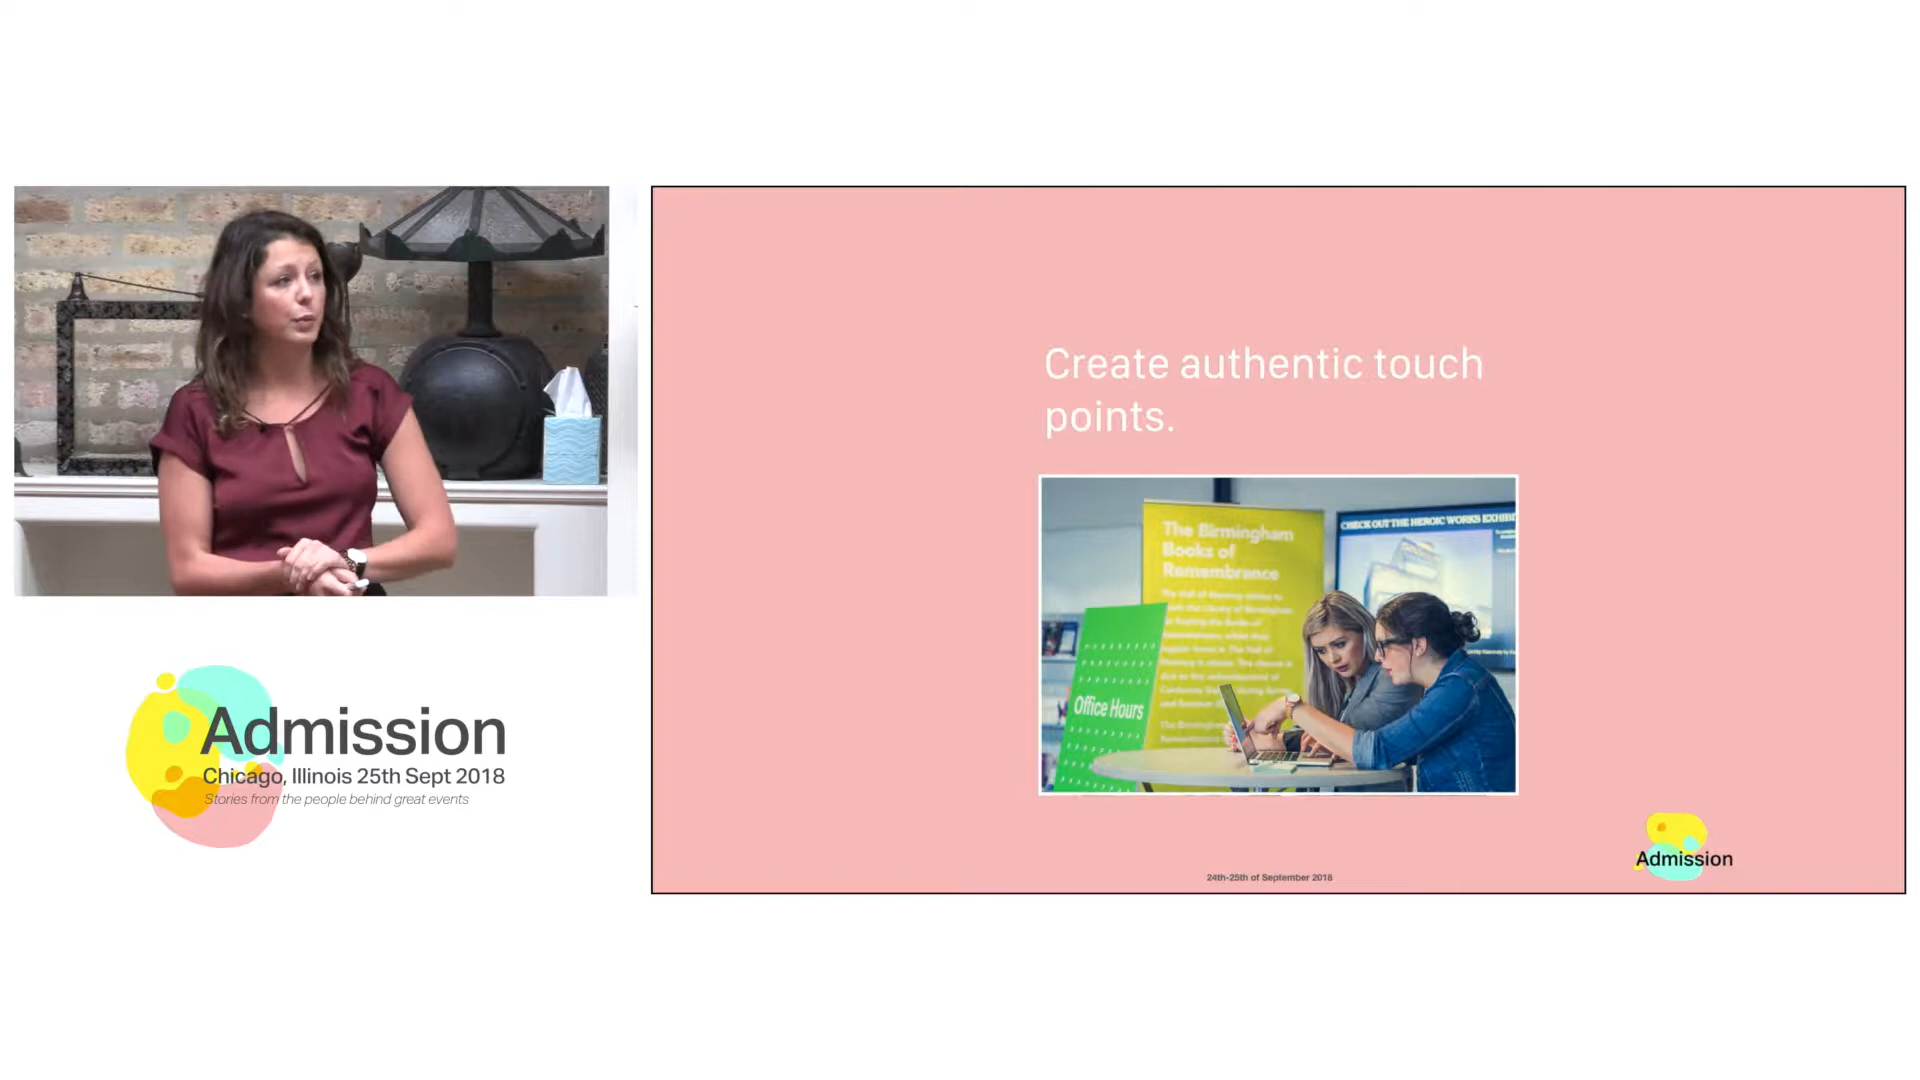 Create authentic touch
points.
The Birmingham
Books of
Remembrance
CHECK OUT THE HEROIC WORKS EXHIBI
Office Hours
Admission
Chicago, Illinois 25th Sept 2018
Stories from the people behind great events
Admission
24th-25th of September 2018